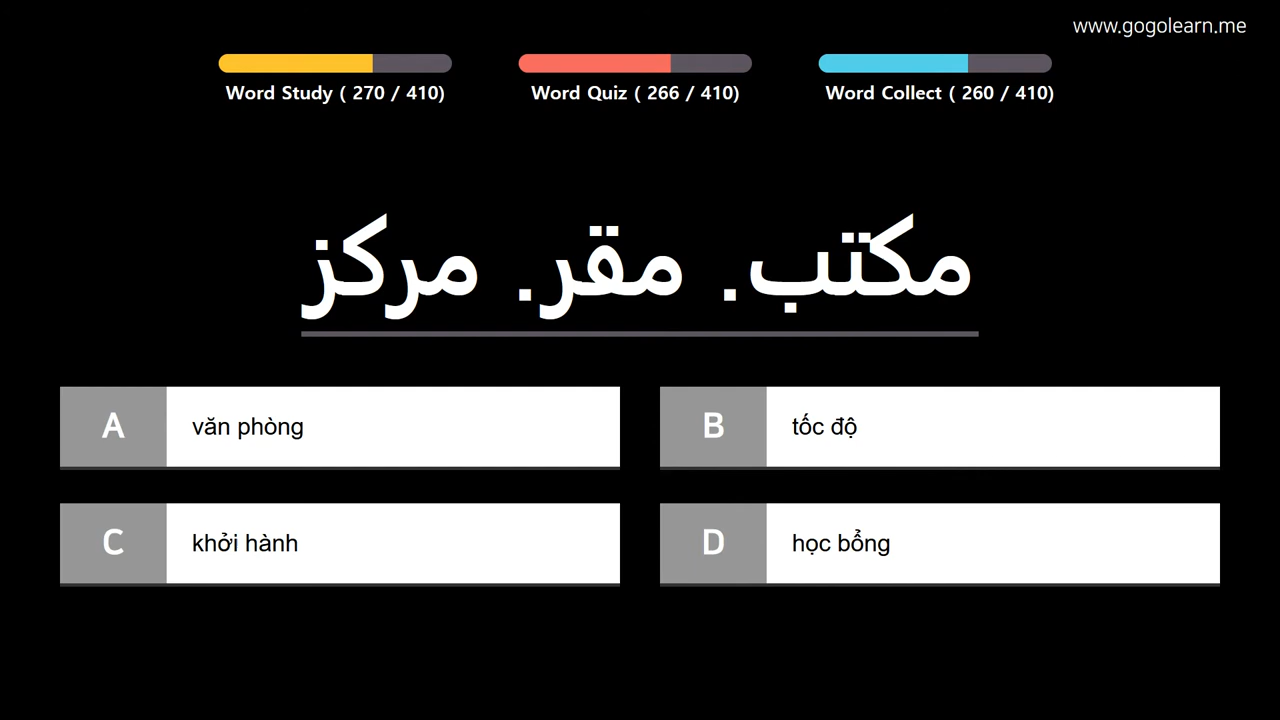 www.gogolearn.me
Word Study ( 270 / 410)
Word Quiz ( 266 / 410)
Word Collect ( 260 / 410)
مكتب. مقر. مركز
A văn phòng
B tốc độ
C khởi hành
D học bổng